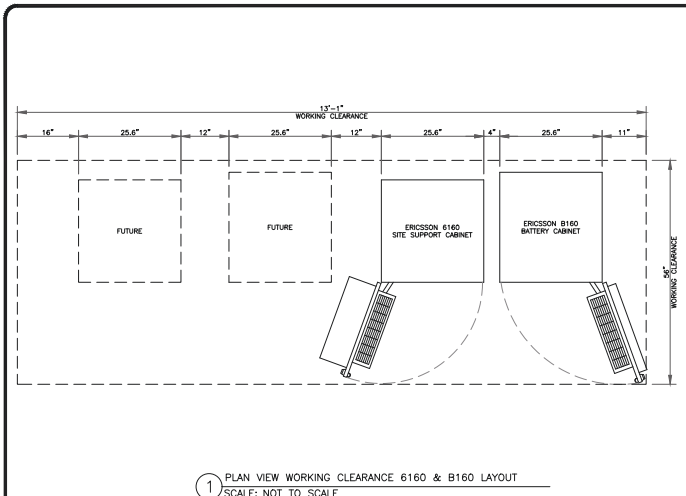 13'-1"
WORKING CLEARANCE
16" 25.6" 12" 25.6" 12" 25.6" 4" 25.6" 11"
FUTURE
FUTURE
ERICSSON 6160
SITE SUPPORT CABINET
ERICSSON B160
BATTERY CABINET
56"
WORKING CLEARANCE
1
PLAN VIEW WORKING CLEARANCE 6160 & B160 LAYOUT
SCALE: NOT TO SCALE